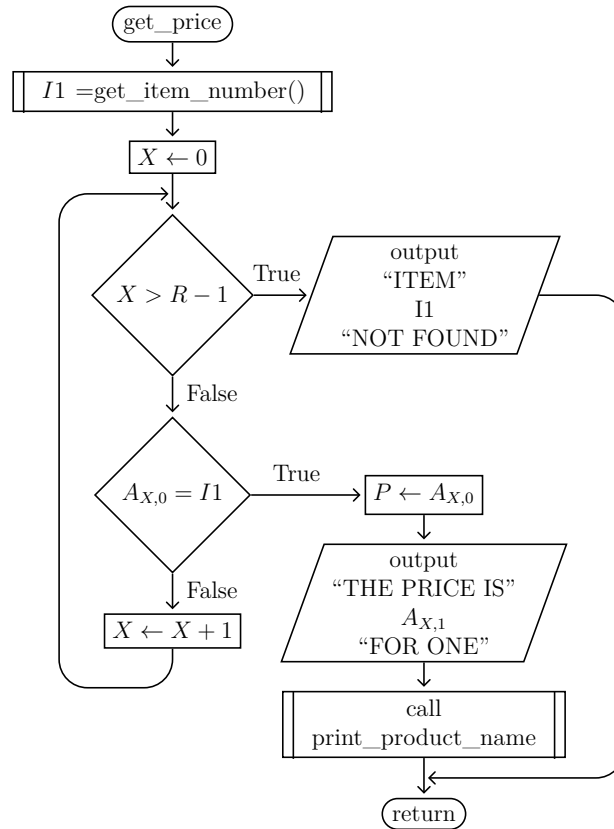 get_price
I1 =get_item_number()
X ← 0
X > R − 1
True
output
“ITEM”
I1
“NOT FOUND”
False
A_{X,0} = I1
True
P ← A_{X,0}
False
X ← X + 1
output
“THE PRICE IS”
A_{X,1}
“FOR ONE”
call
print_product_name
return